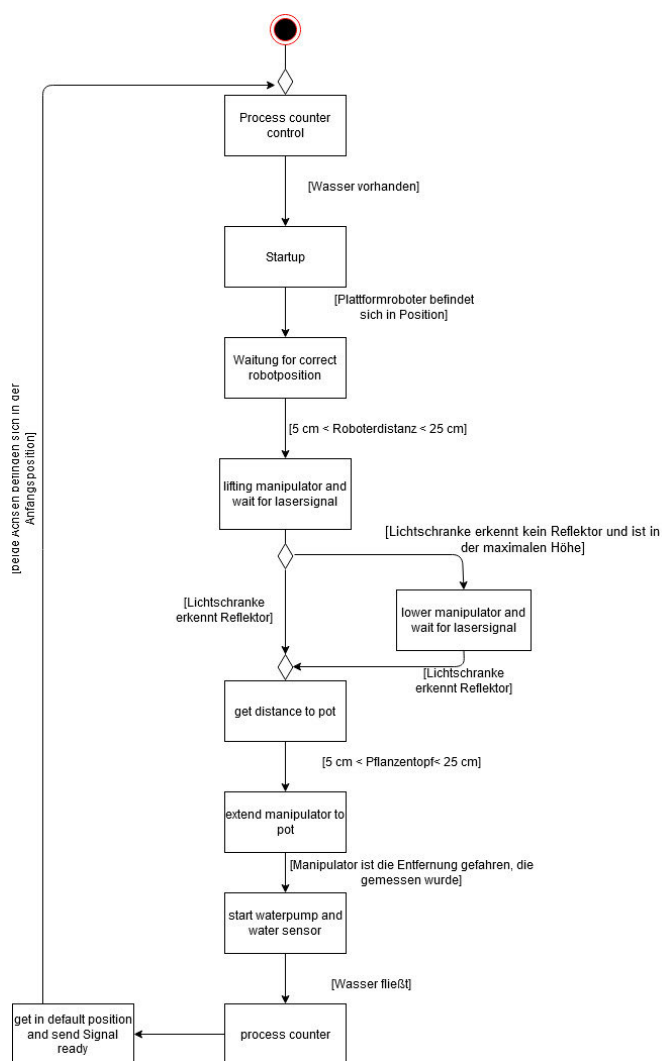 Process counter
control
[Wasser vorhanden]
Startup
[Plattformroboter befindet
sich in Position]
Waitung for correct
robotposition
[5 cm < Roboterdistanz < 25 cm]
lifting manipulator and
wait for lasersignal
[Lichtschranke erkennt kein Reflektor und ist in
der maximalen Höhe]
[Lichtschranke
erkennt Reflektor]
lower manipulator and
wait for lasersignal
[Lichtschranke
erkennt Reflektor]
get distance to pot
[5 cm < Pflanzentopf< 25 cm]
extend manipulator to
pot
[Manipulator ist die Entfernung gefahren, die
gemessen wurde]
start waterpump and
water sensor
[Wasser fließt]
process counter
get in default position
and send Signal
ready
[beide Achsen befinden sich in der
Anfangsposition]